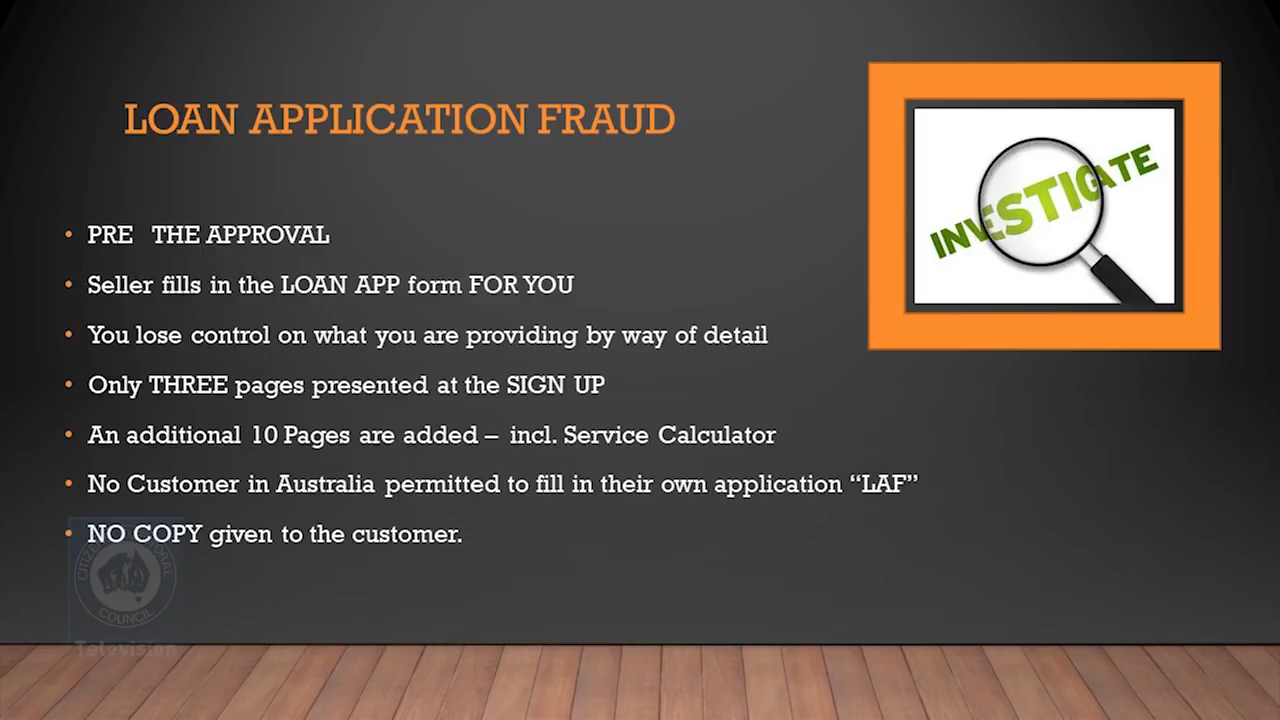 LOAN APPLICATION FRAUD
INVESTIGATE
PRE THE APPROVAL
Seller fills in the LOAN APP form FOR YOU
You lose control on what you are providing by way of detail
Only THREE pages presented at the SIGN UP
An additional 10 Pages are added – incl. Service Calculator
No Customer in Australia permitted to fill in their own application “LAF”
NO COPY given to the customer.
COUNCIL
Television